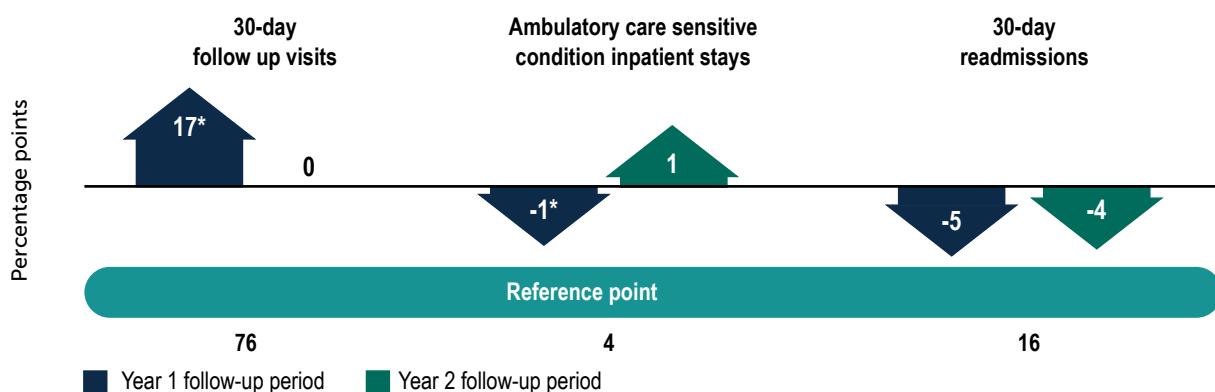 30-day
follow up visits
Ambulatory care sensitive
condition inpatient stays
30-day
readmissions
Percentage points
17*
0
-1*
1
-5
-4
Reference point
76
4
16
Year 1 follow-up period
Year 2 follow-up period